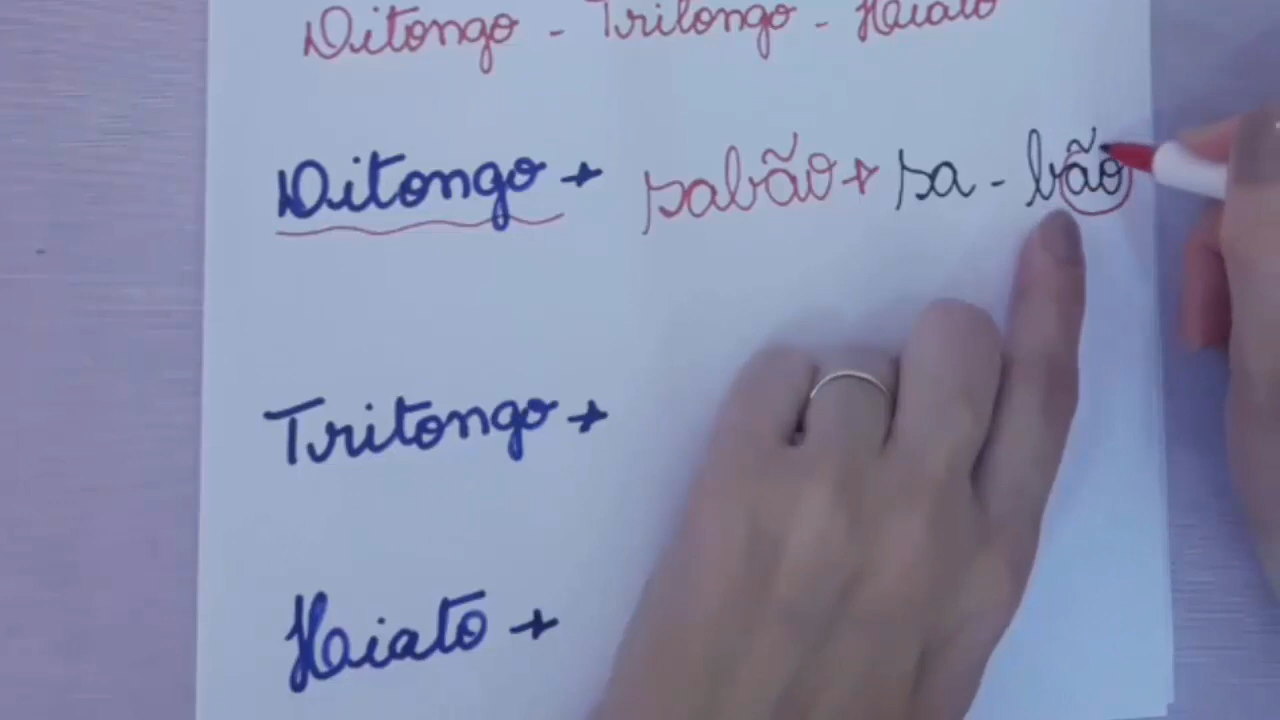 Ditongo - Tritongo - Hiato
Ditongo → sabão → sa - bão
Tritongo →
Hiato →